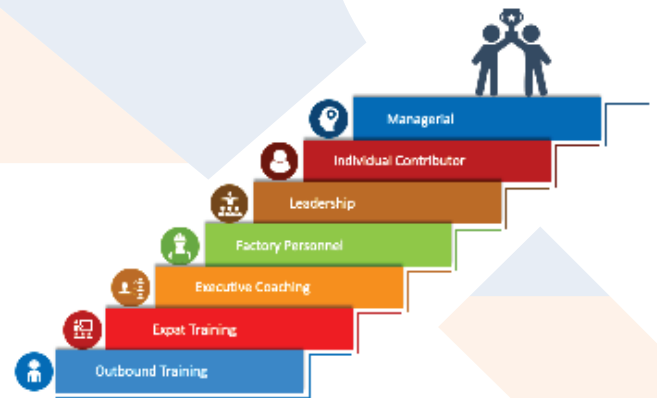 Managerial
Individual Contributor
Leadership
Factory Personnel
Executive Coaching
Expat Training
Outbound Training